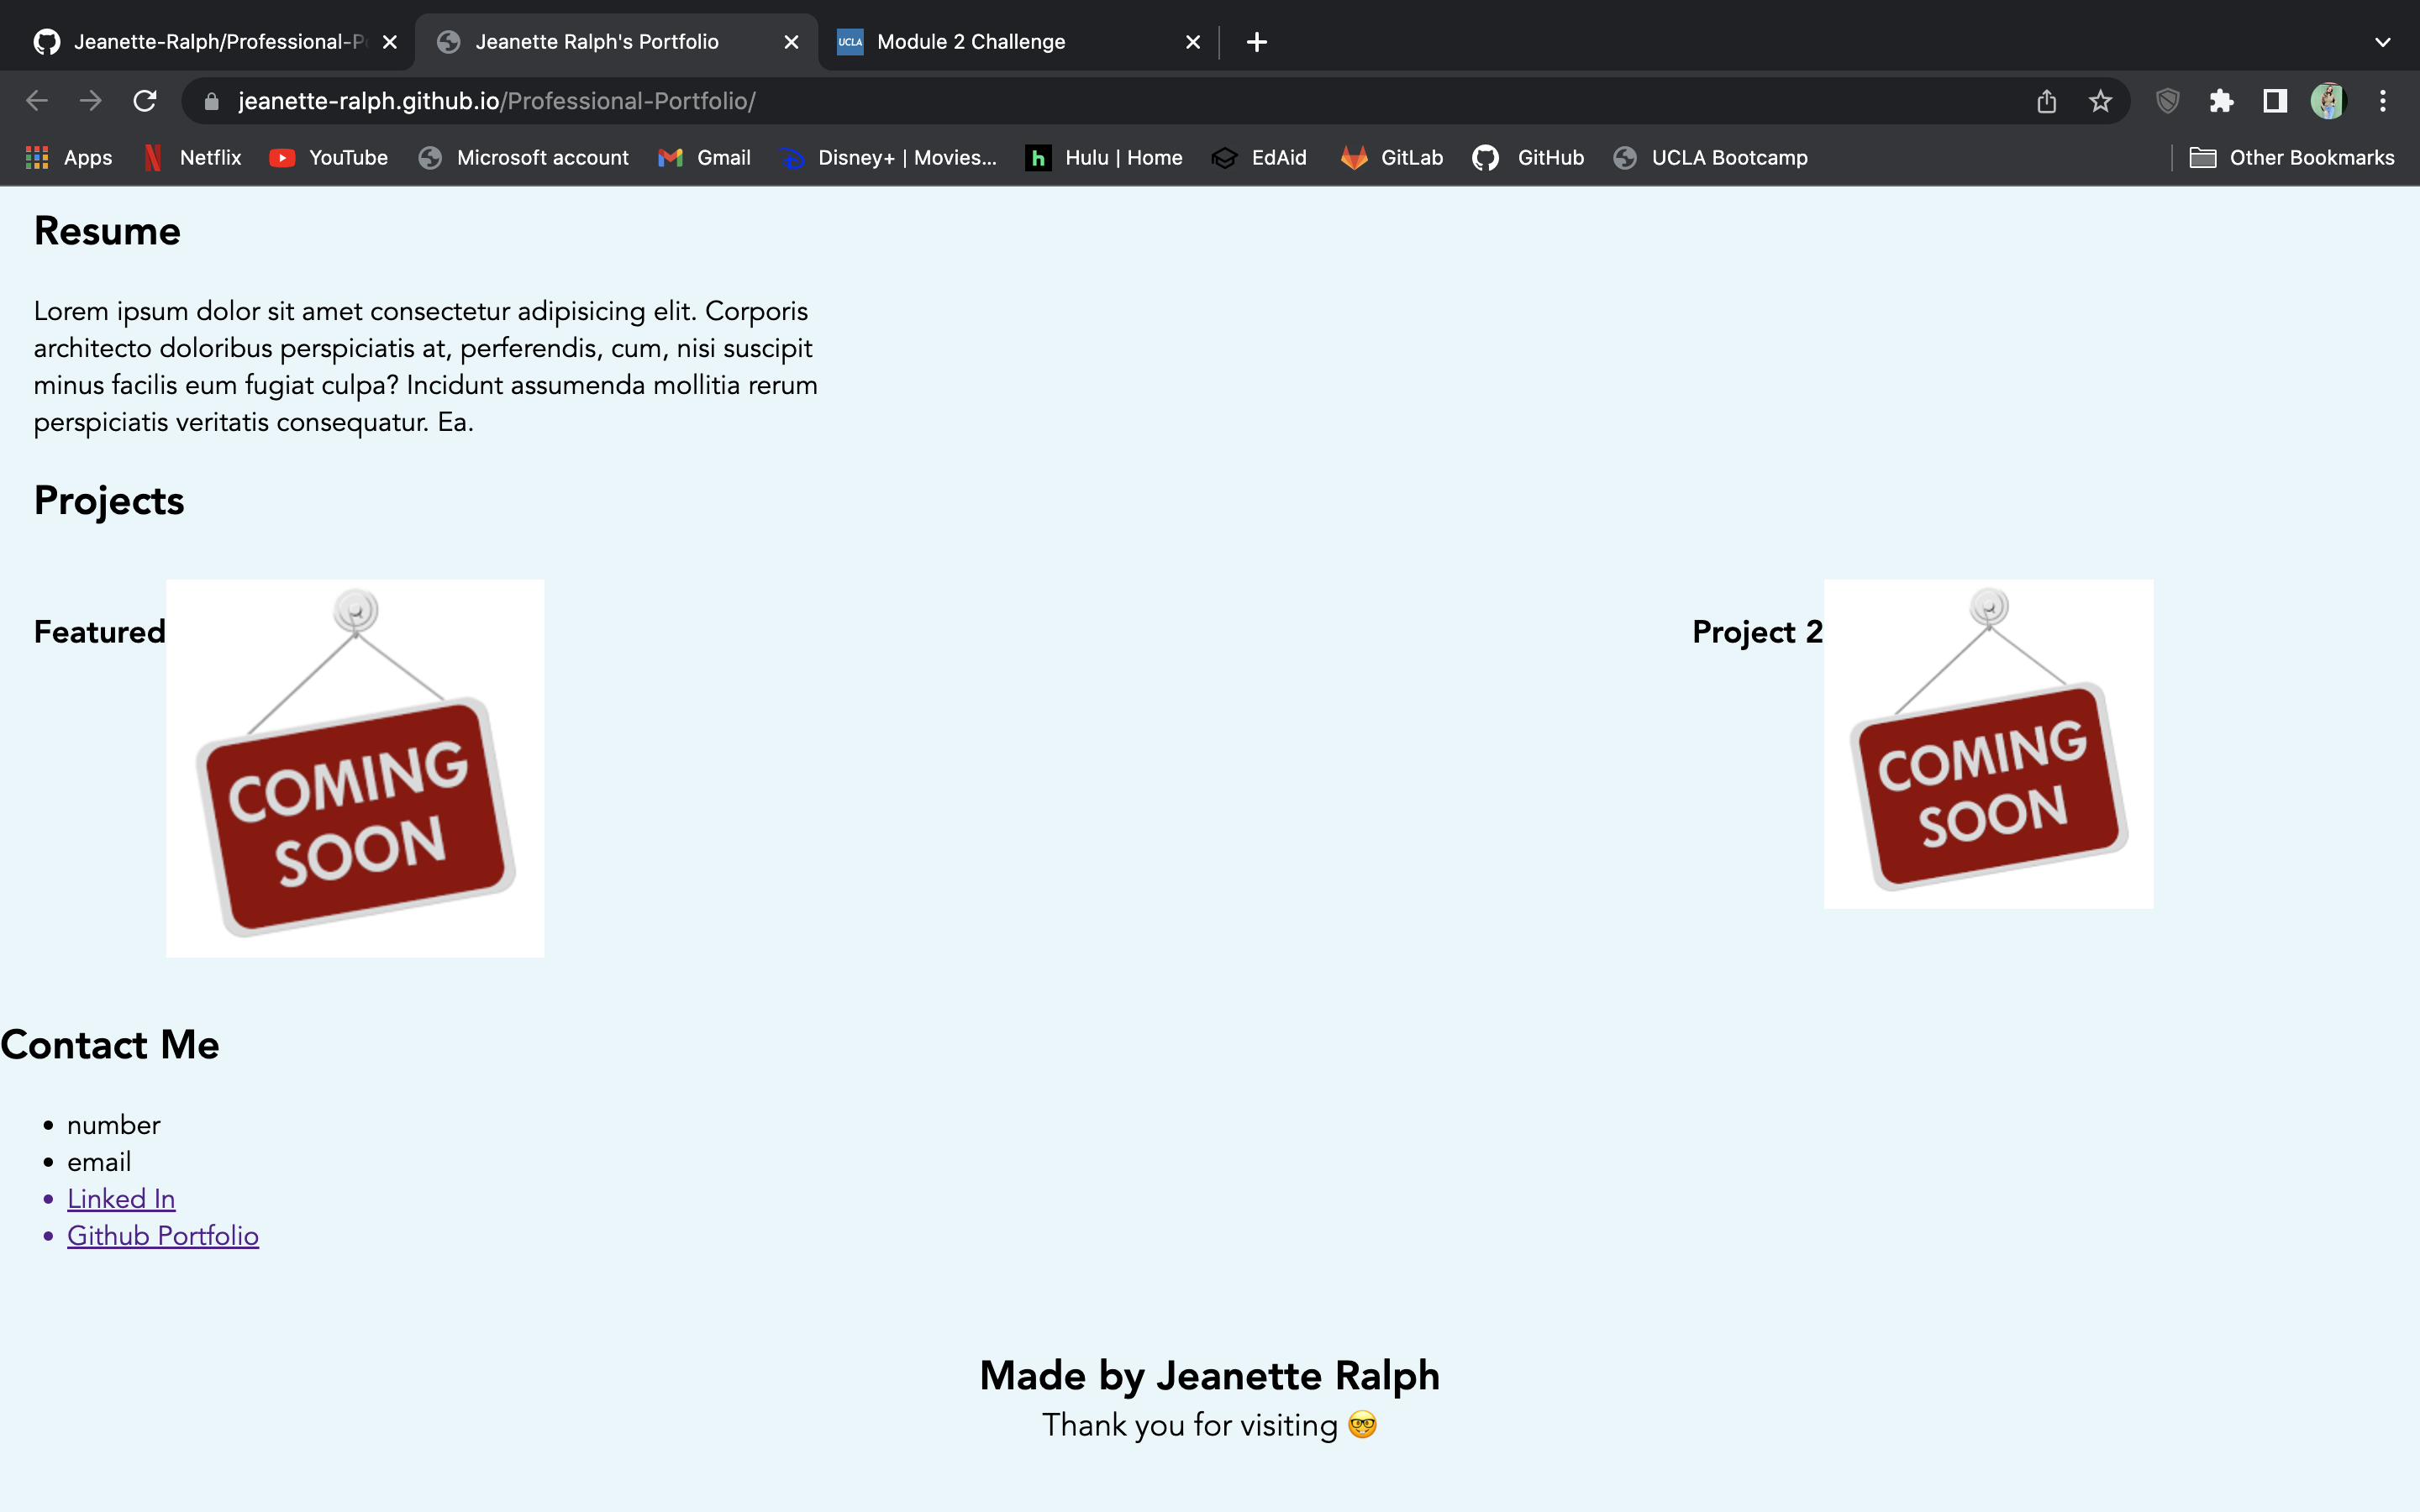 Jeanette-Ralph/Professional-P
Jeanette Ralph's Portfolio
UCLA
Module 2 Challenge
jeanette-ralph.github.io/Professional-Portfolio/
Apps
Netflix
YouTube
Microsoft account
Gmail
Disney+ | Movies...
h
Hulu | Home
EdAid
GitLab
GitHub
UCLA Bootcamp
Other Bookmarks
Resume
Lorem ipsum dolor sit amet consectetur adipisicing elit. Corporis
architecto doloribus perspiciatis at, perferendis, cum, nisi suscipit
minus facilis eum fugiat culpa? Incidunt assumenda mollitia rerum
perspiciatis veritatis consequatur. Ea.
Projects
Featured
COMING
SOON
Project 2
COMING
SOON
Contact Me
number
email
Linked In
Github Portfolio
Made by Jeanette Ralph
Thank you for visiting 🤓